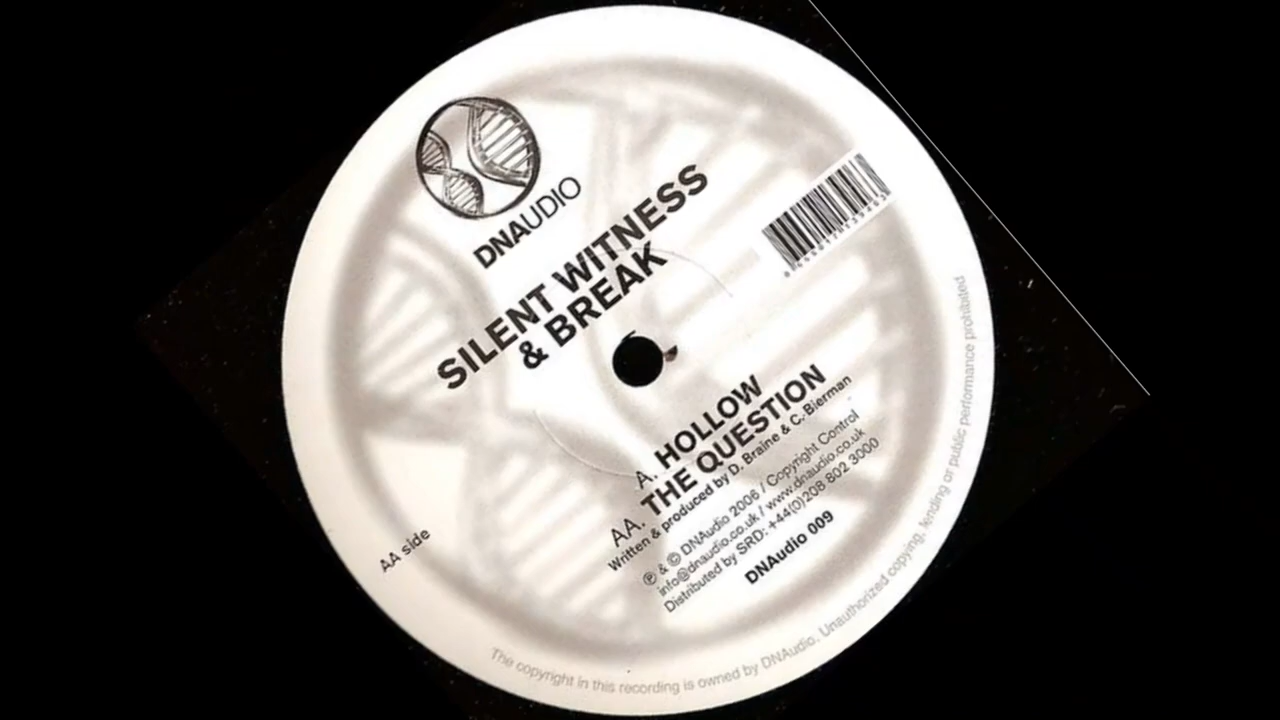 DNAUDIO
SILENT WITNESS
& BREAK
A. HOLLOW
AA. THE QUESTION
Written & produced by D. Braine & C. Bierman
℗ & © DNAudio 2006 / Copyright Control
info@dnaudio.co.uk / www.dnaudio.co.uk
Distributed by SRD: +44(0)208 802 3000
DNAudio 009
AA side
The copyright in this recording is owned by DNAudio. Unauthorized copying, lending or public performance prohibited